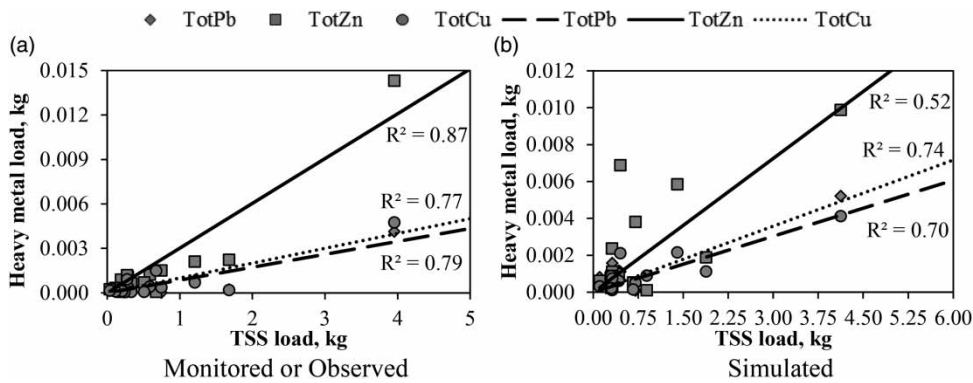 TotPb TotZn TotCu TotPb TotZn TotCu
(a)
Heavy metal load, kg
0.015
0.012
0.009
0.006
0.003
0.000
R² = 0.87
R² = 0.77
R² = 0.79
0 1 2 3 4 5
TSS load, kg
Monitored or Observed
(b)
Heavy metal load, kg
0.012
0.010
0.008
0.006
0.004
0.002
0.000
R² = 0.52
R² = 0.74
R² = 0.70
0.00 0.75 1.50 2.25 3.00 3.75 4.50 5.25 6.00
TSS load, kg
Simulated